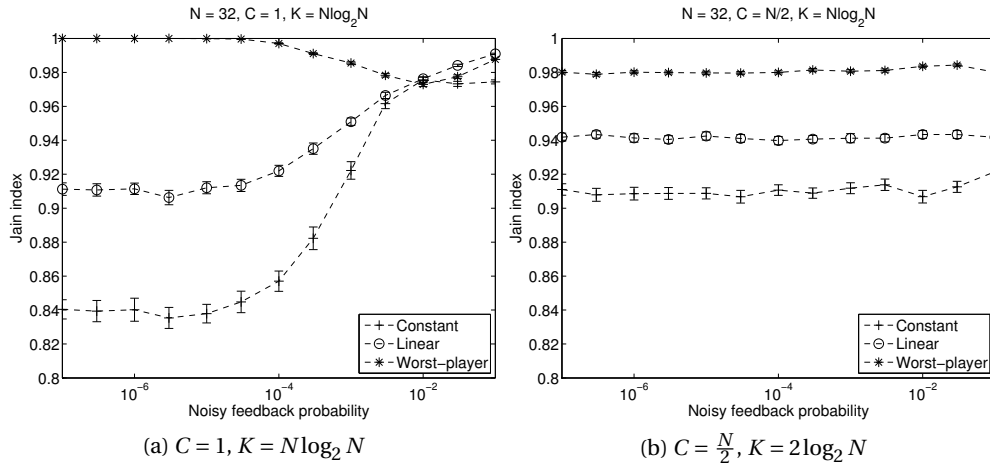 N = 32, C = 1, K = Nlog₂N
Jain index
1
0.98
0.96
0.94
0.92
0.9
0.88
0.86
0.84
0.82
0.8
Constant
Linear
Worst−player
10⁻⁶
10⁻⁴
10⁻²
Noisy feedback probability
(a) C = 1, K = N log₂ N
N = 32, C = N/2, K = Nlog₂N
Jain index
1
0.98
0.96
0.94
0.92
0.9
0.88
0.86
0.84
0.82
0.8
Constant
Linear
Worst−player
10⁻⁶
10⁻⁴
10⁻²
Noisy feedback probability
(b) C = N/2, K = 2 log₂ N